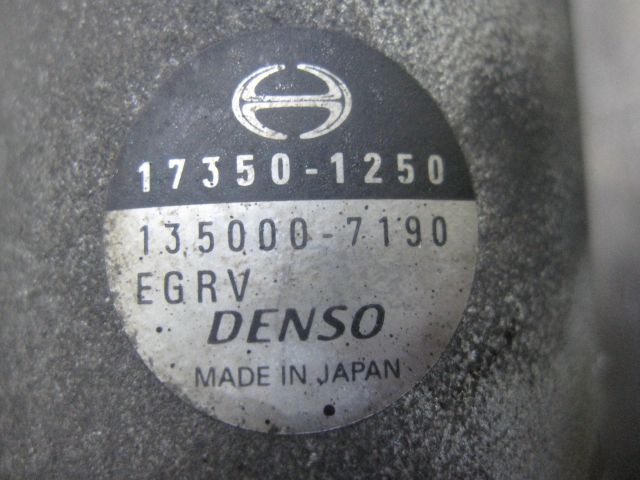 17350-1250
135000-7190
EGRV
DENSO
MADE IN JAPAN